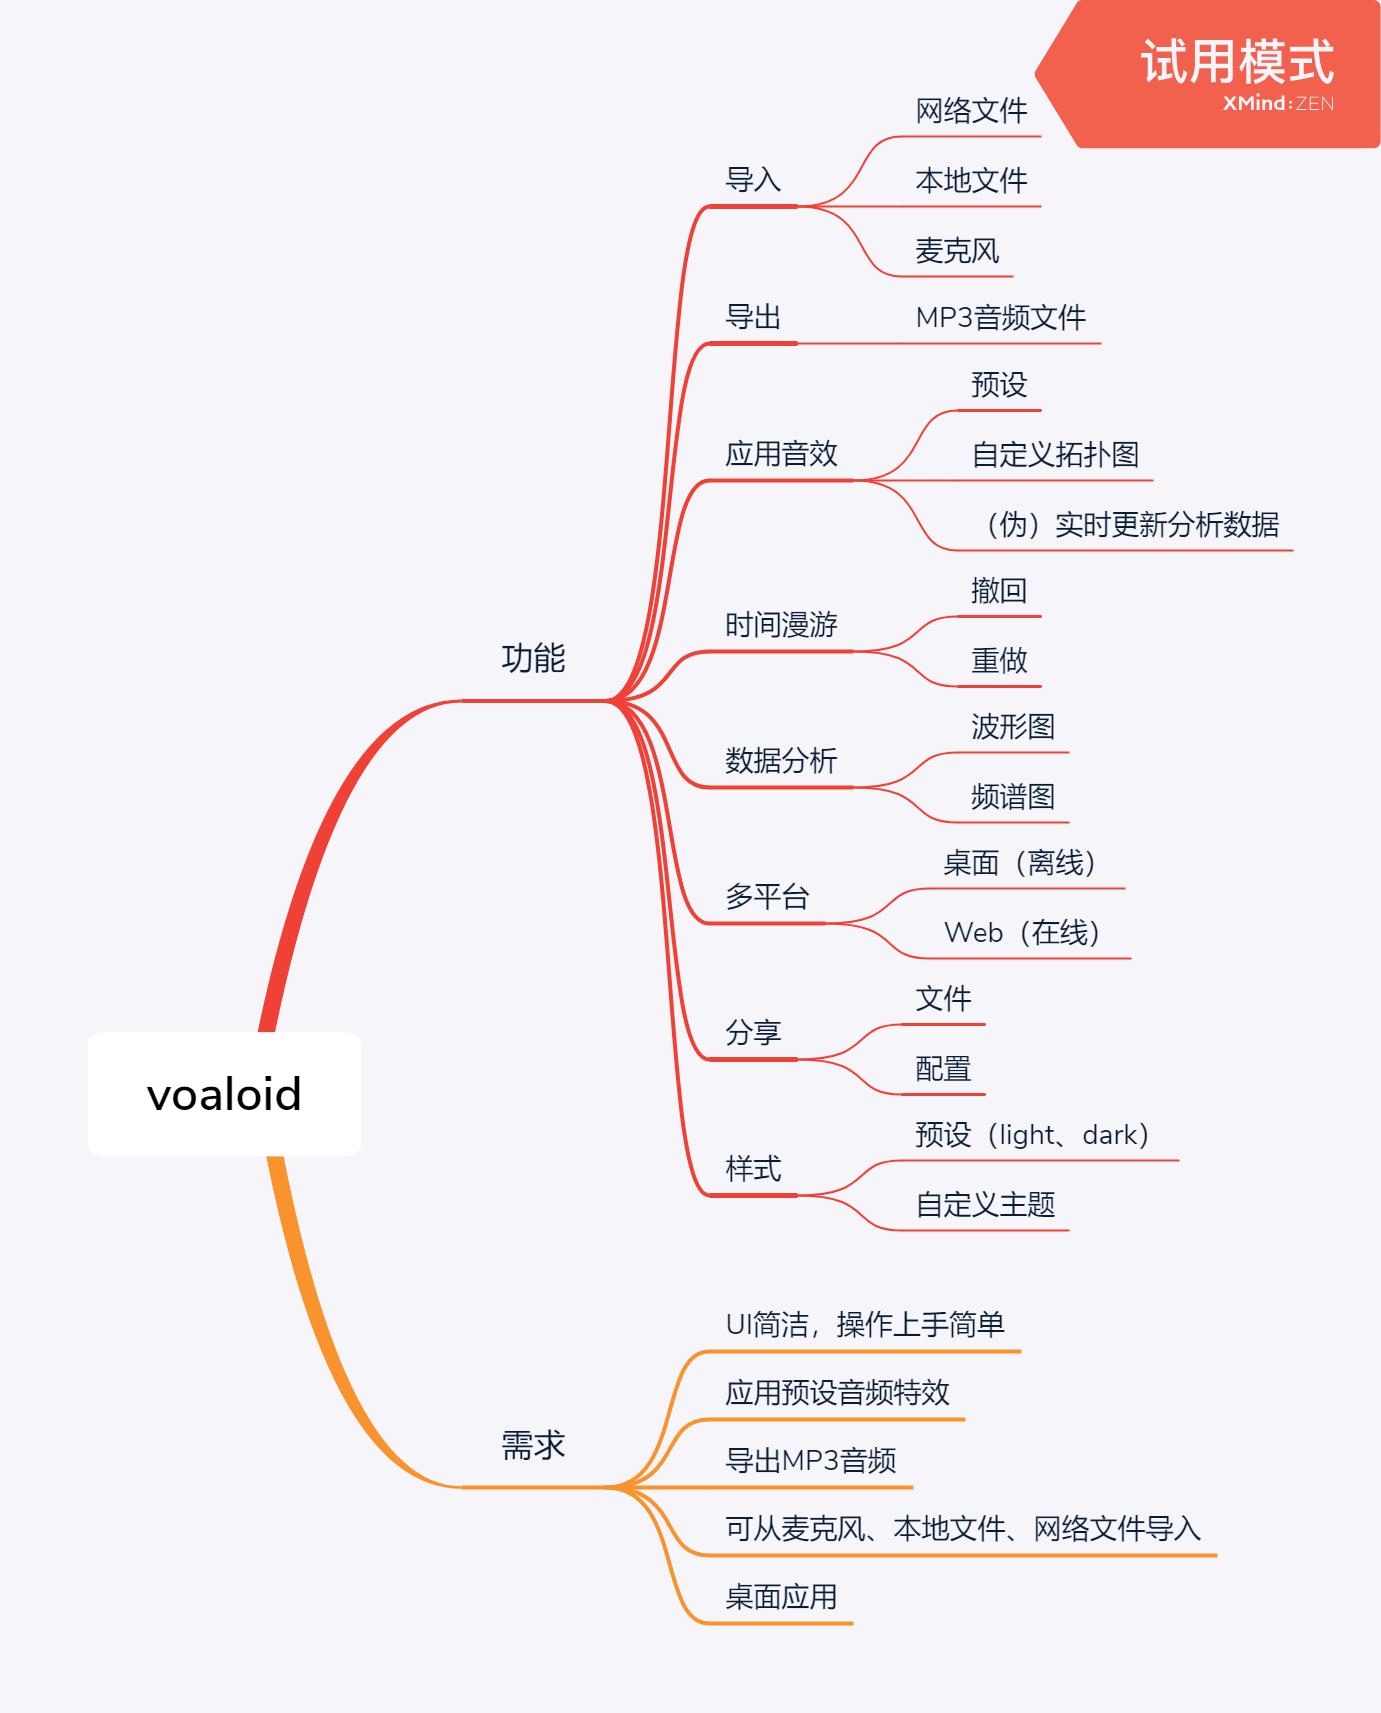 试用模式
XMind:ZEN
voaloid
功能
导入
网络文件
本地文件
麦克风
导出
MP3音频文件
应用音效
预设
自定义拓扑图
（伪）实时更新分析数据
时间漫游
撤回
重做
数据分析
波形图
频谱图
多平台
桌面（离线）
Web（在线）
分享
文件
配置
样式
预设（light、dark）
自定义主题
需求
UI简洁，操作上手简单
应用预设音频特效
导出MP3音频
可从麦克风、本地文件、网络文件导入
桌面应用